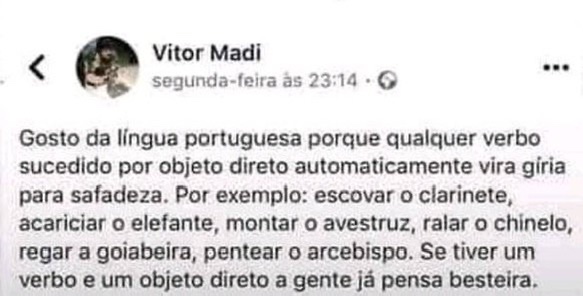 Vitor Madi
segunda-feira às 23:14 ·
Gosto da língua portuguesa porque qualquer verbo
sucedido por objeto direto automaticamente vira gíria
para safadeza. Por exemplo: escovar o clarinete,
acariciar o elefante, montar o avestruz, ralar o chinelo,
regar a goiabeira, pentear o arcebispo. Se tiver um
verbo e um objeto direto a gente já pensa besteira.